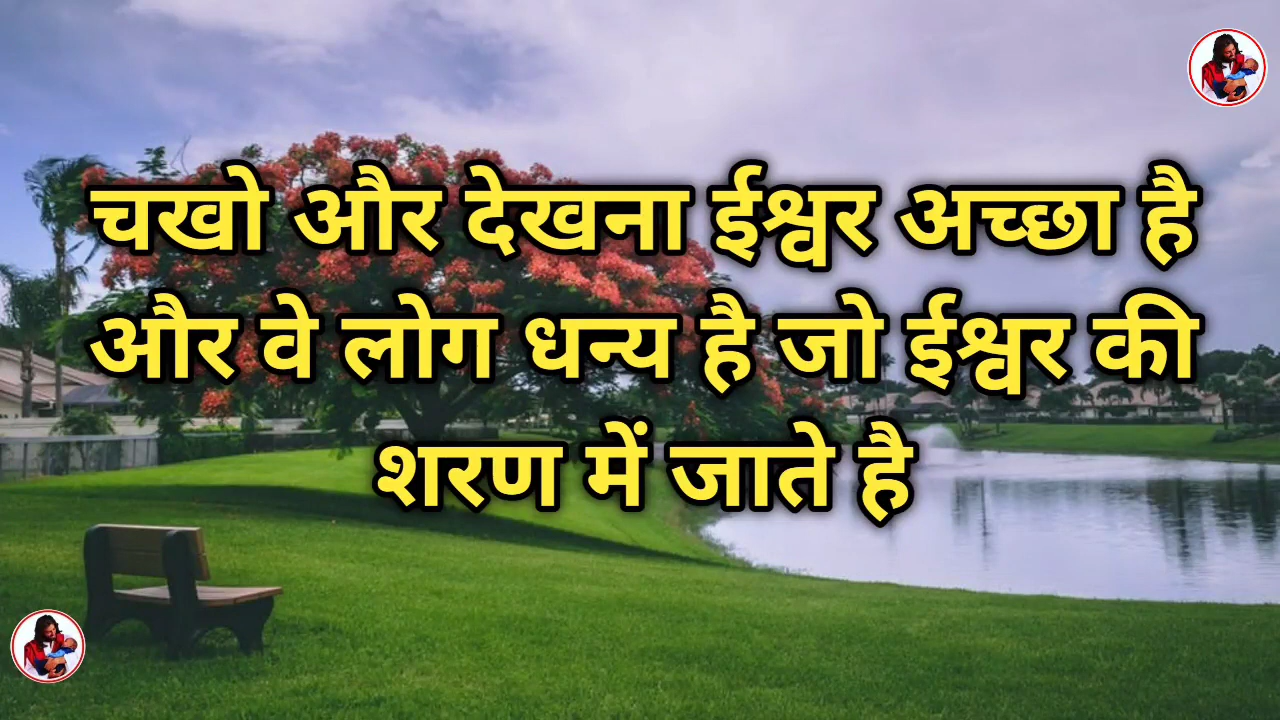 चखो और देखना ईश्वर अच्छा है
और वे लोग धन्य है जो ईश्वर की
शरण में जाते है